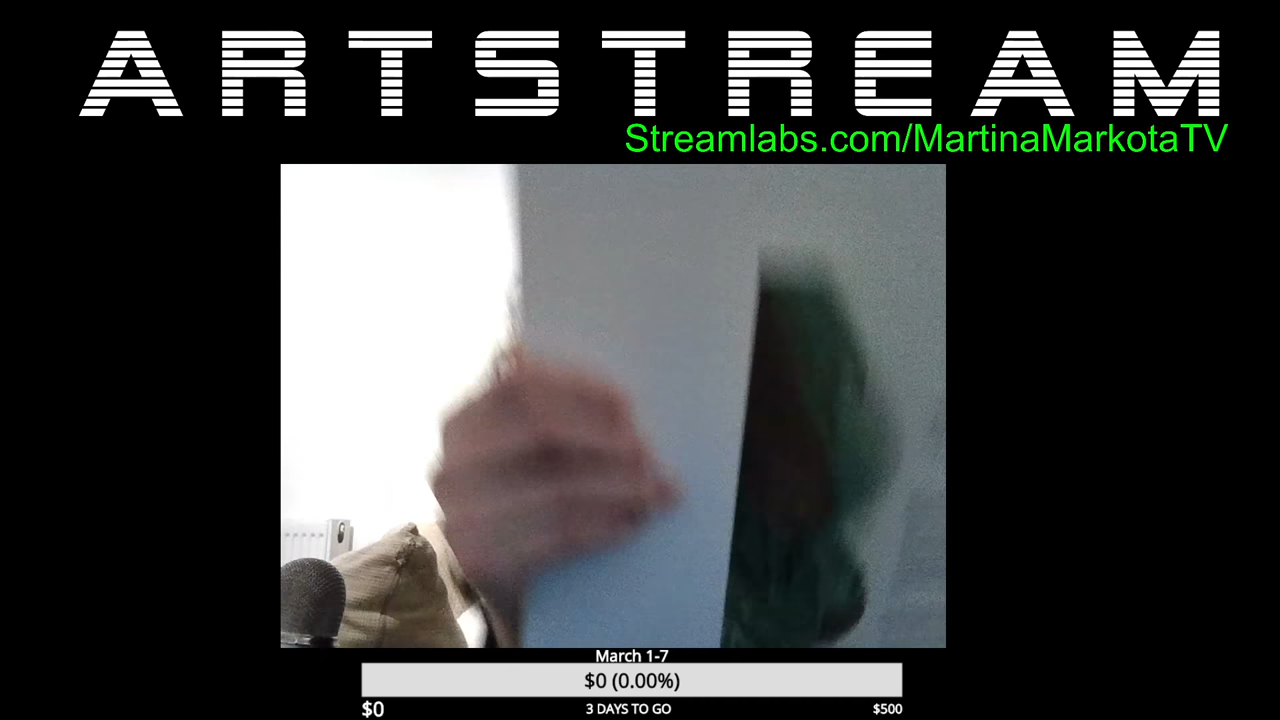 ARTSTREAM
Streamlabs.com/MartinaMarkotaTV
March 1-7
$0 (0.00%)
$0 3 DAYS TO GO $500